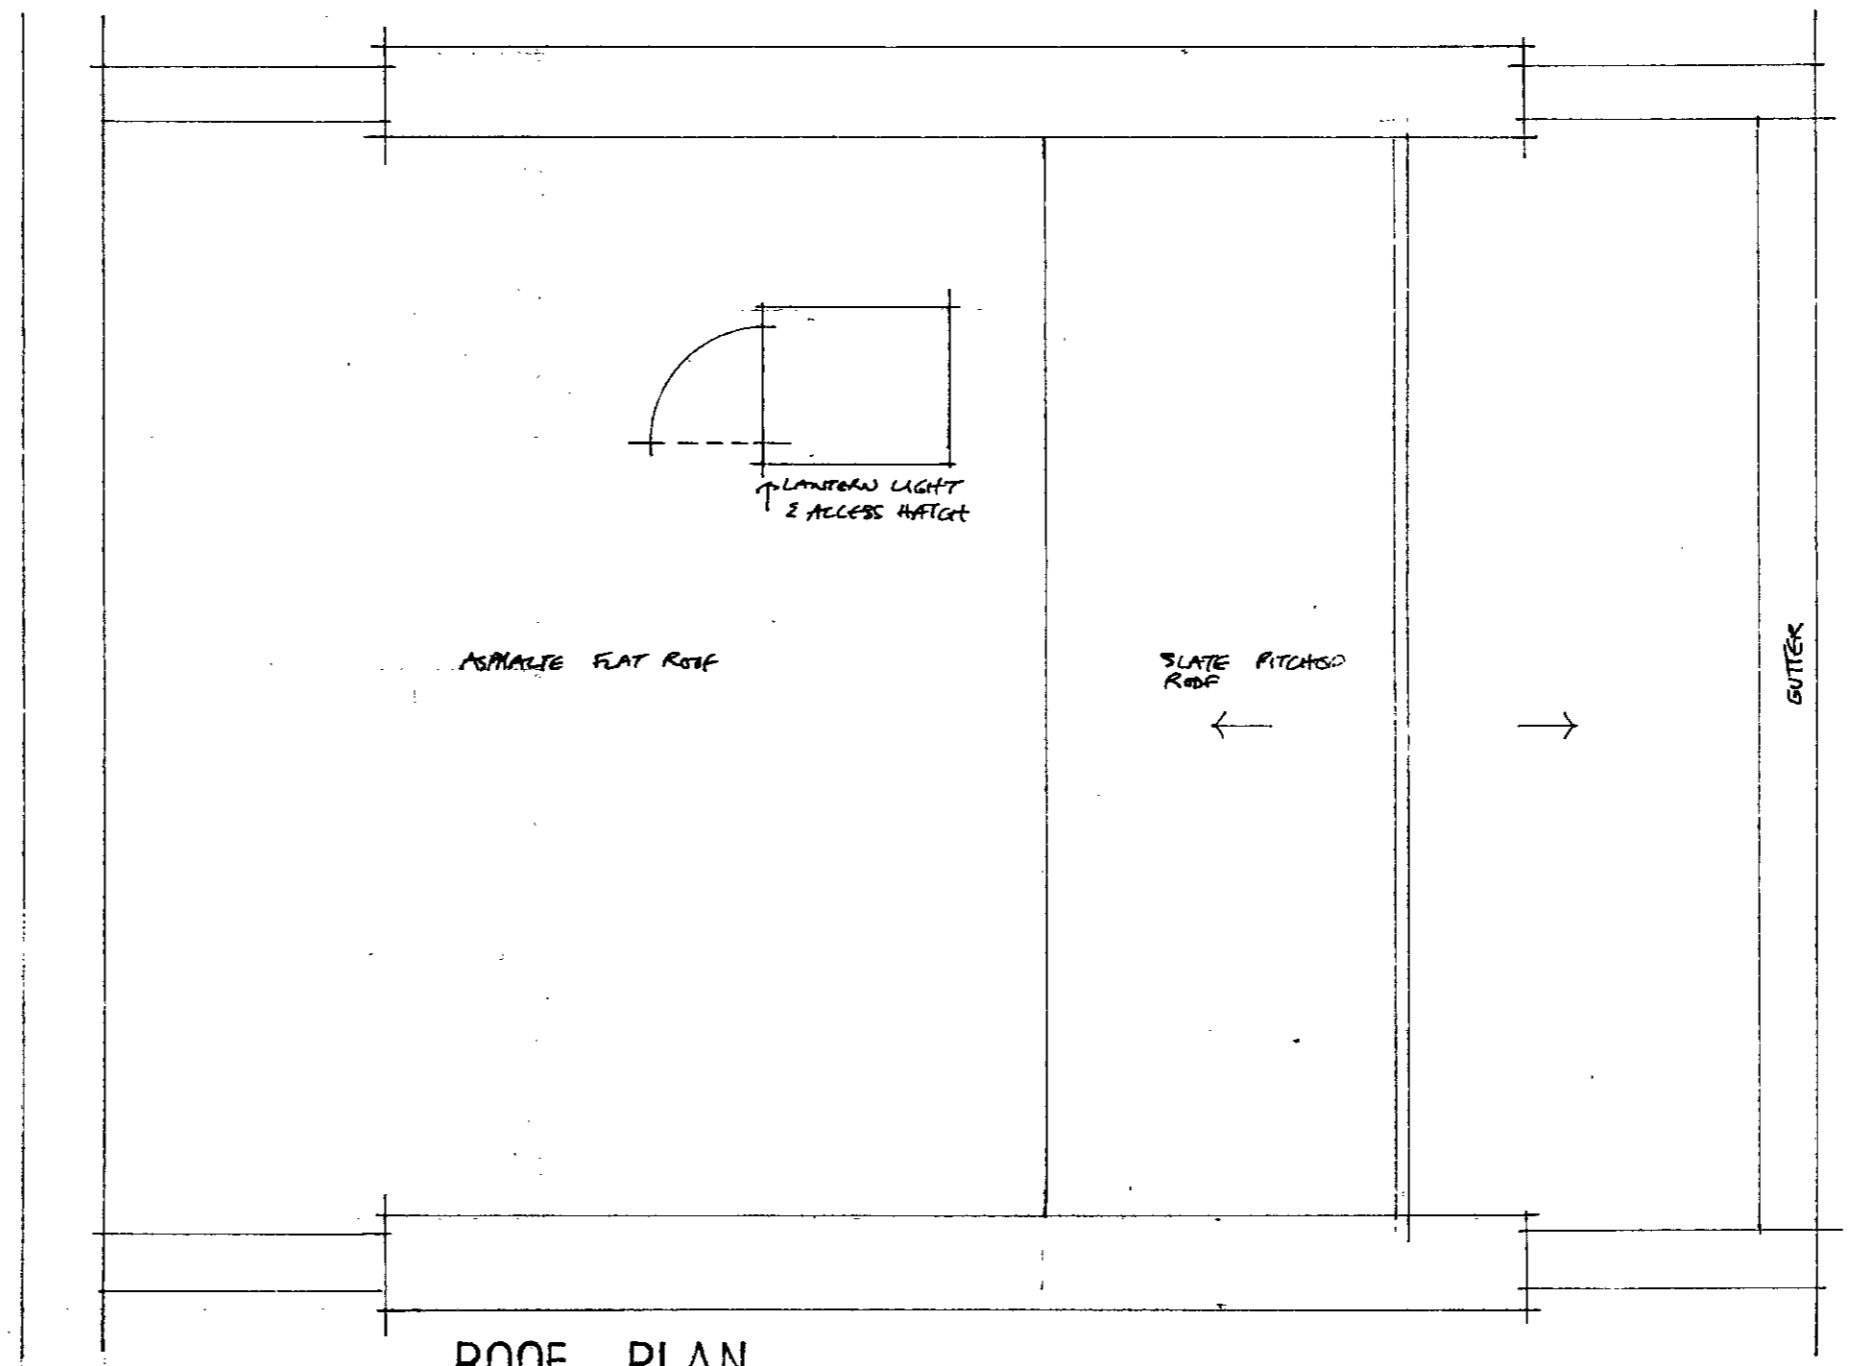 ↑ LANTERN LIGHT
& ACCESS HATCH
ASPHALTE FLAT ROOF
SLATE PITCHED
ROOF
← →
GUTTER
ROOF PLAN